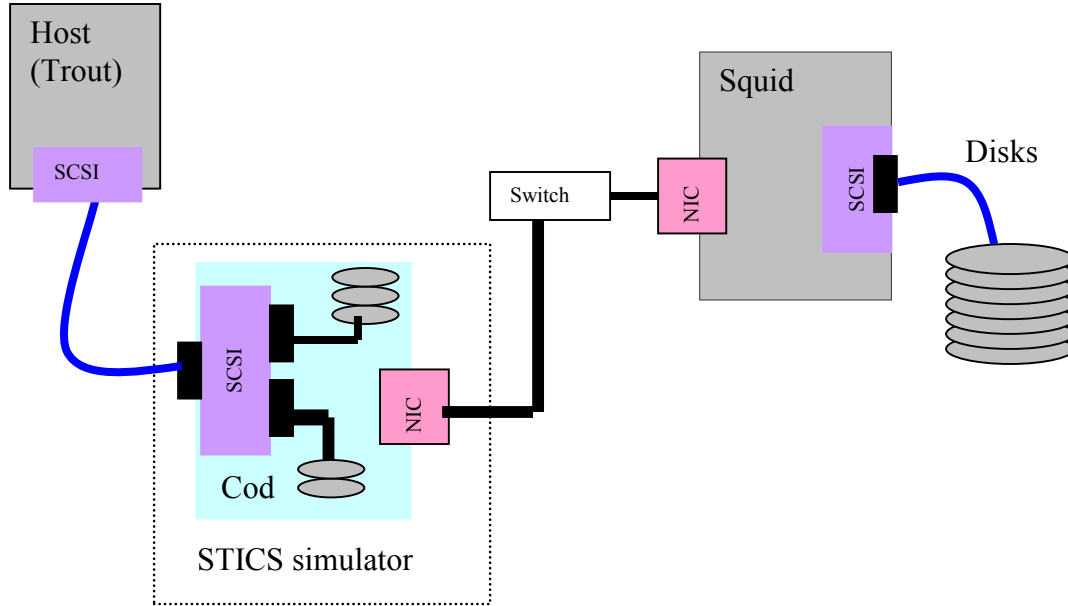 Host
(Trout)
SCSI
Squid
Disks
SCSI
NIC
Switch
SCSI
NIC
Cod
STICS simulator